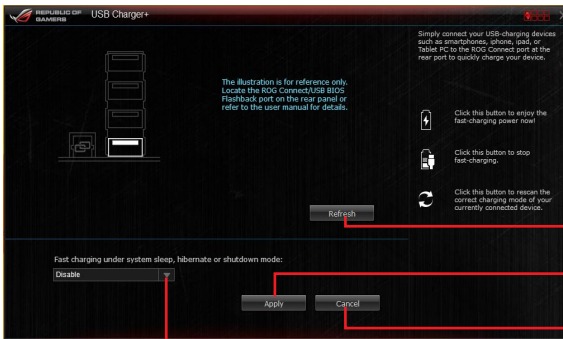 REPUBLIC OF
GAMERS
USB Charger+
Simply connect your USB-charging devices
such as smartphones, iphone, ipad, or
Tablet PC to the ROG Connect port at the
rear port to quickly charge your device.
The illustration is for reference only.
Locate the ROG Connect/USB BIOS
Flashback port on the rear panel or
refer to the user manual for details.
Click this button to enjoy the
fast-charging power now!
Click this button to stop
fast-charging.
Click this button to rescan the
correct charging mode of your
currently connected device.
Refresh
Fast charging under system sleep, hibernate or shutdown mode:
Disable
Apply
Cancel